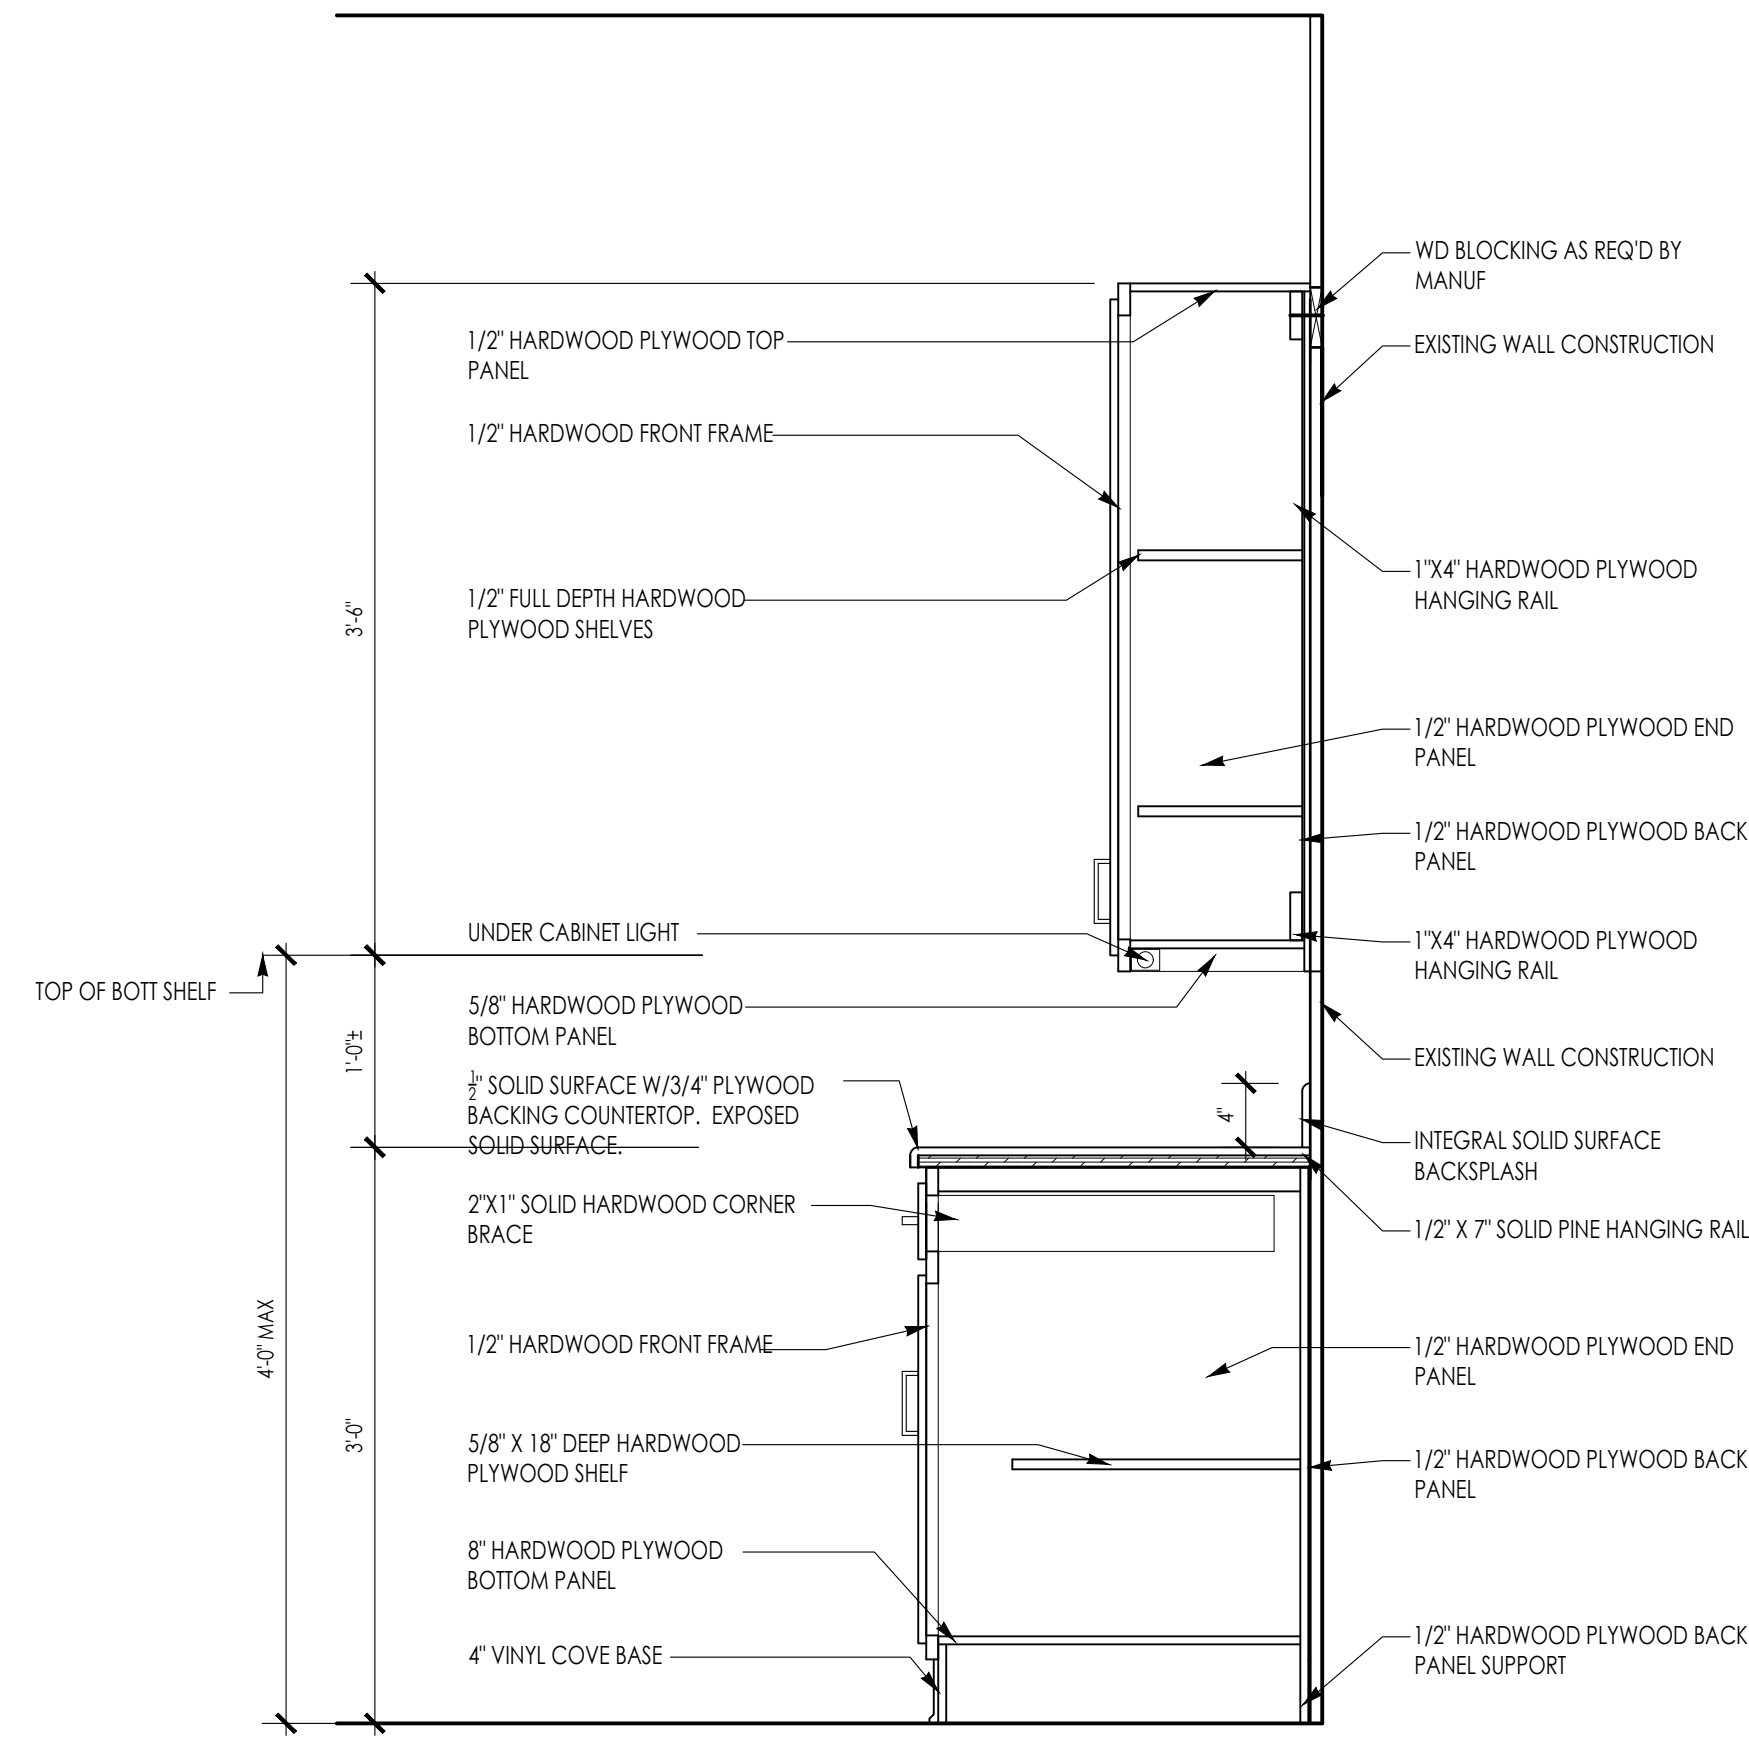 WD BLOCKING AS REQ'D BY
MANUF
1/2" HARDWOOD PLYWOOD TOP
PANEL
EXISTING WALL CONSTRUCTION
1/2" HARDWOOD FRONT FRAME
1"X4" HARDWOOD PLYWOOD
HANGING RAIL
1/2" FULL DEPTH HARDWOOD
PLYWOOD SHELVES
3'-6"
1/2" HARDWOOD PLYWOOD END
PANEL
1/2" HARDWOOD PLYWOOD BACK
PANEL
UNDER CABINET LIGHT
1"X4" HARDWOOD PLYWOOD
HANGING RAIL
TOP OF BOTT SHELF
5/8" HARDWOOD PLYWOOD
BOTTOM PANEL
1'-0"±
EXISTING WALL CONSTRUCTION
1/2" SOLID SURFACE W/3/4" PLYWOOD
BACKING COUNTERTOP. EXPOSED
SOLID SURFACE.
4"
INTEGRAL SOLID SURFACE
BACKSPLASH
2"X1" SOLID HARDWOOD CORNER
BRACE
1/2" X 7" SOLID PINE HANGING RAIL
4'-0" MAX
1/2" HARDWOOD FRONT FRAME
1/2" HARDWOOD PLYWOOD END
PANEL
3'-0"
5/8" X 18" DEEP HARDWOOD
PLYWOOD SHELF
1/2" HARDWOOD PLYWOOD BACK
PANEL
8" HARDWOOD PLYWOOD
BOTTOM PANEL
4" VINYL COVE BASE
1/2" HARDWOOD PLYWOOD BACK
PANEL SUPPORT